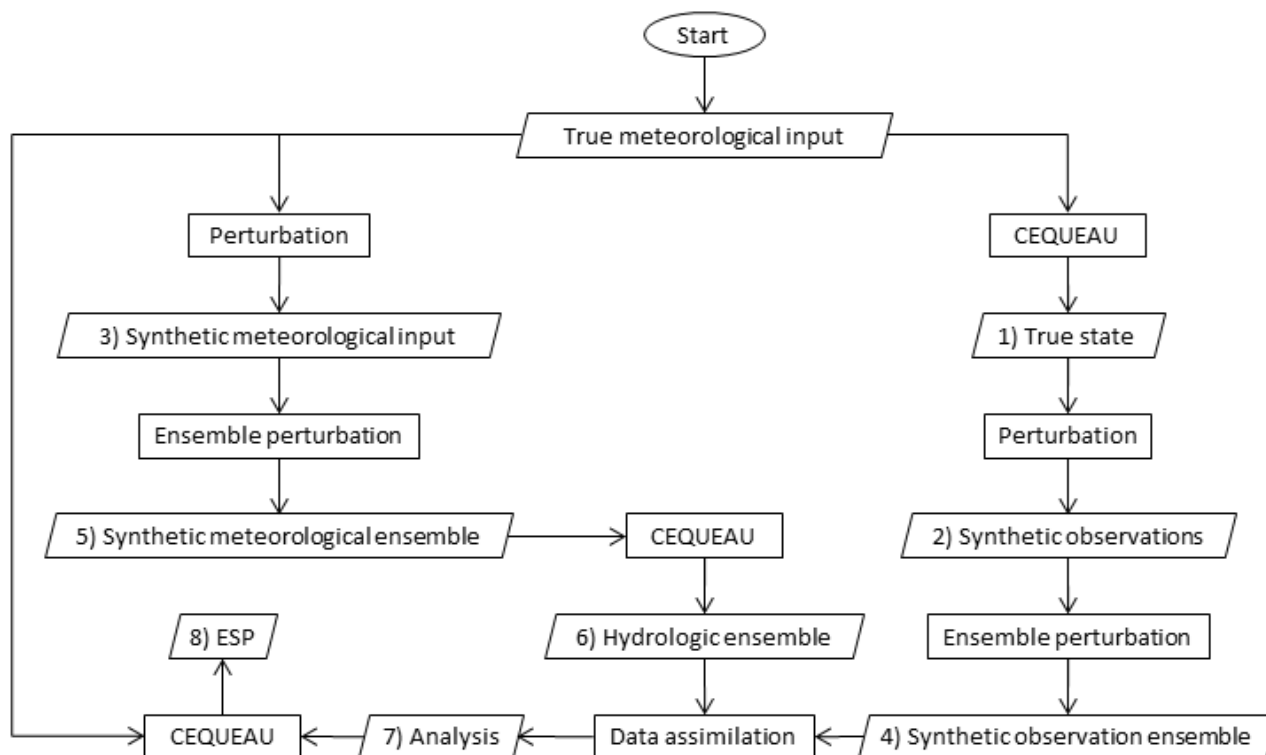 Start
True meteorological input
Perturbation
CEQUEAU
3) Synthetic meteorological input
1) True state
Ensemble perturbation
Perturbation
5) Synthetic meteorological ensemble
CEQUEAU
2) Synthetic observations
8) ESP
6) Hydrologic ensemble
Ensemble perturbation
CEQUEAU
7) Analysis
Data assimilation
4) Synthetic observation ensemble